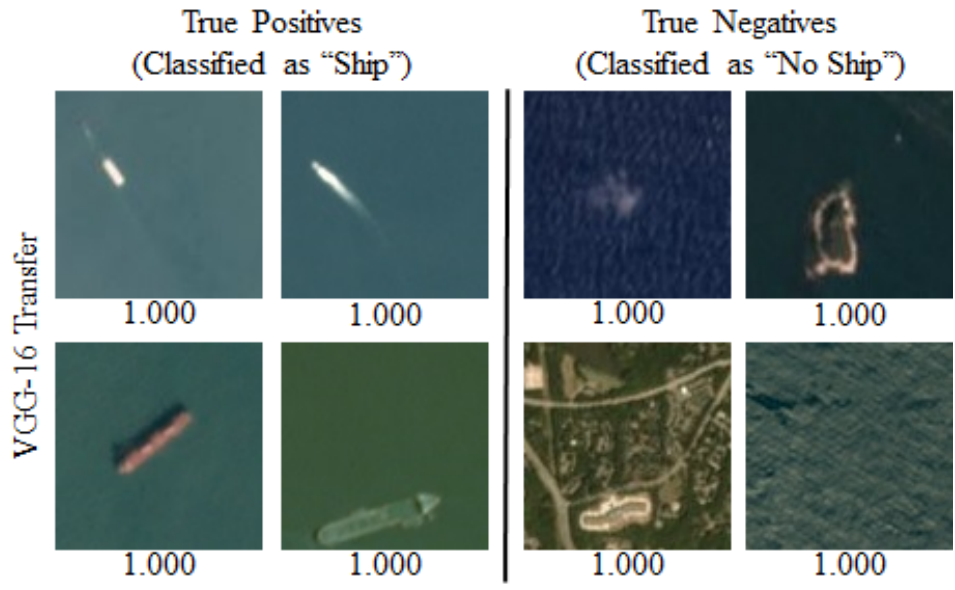 True Positives
(Classified as “Ship”)
True Negatives
(Classified as “No Ship”)
VGG-16 Transfer
1.000
1.000
1.000
1.000
1.000
1.000
1.000
1.000